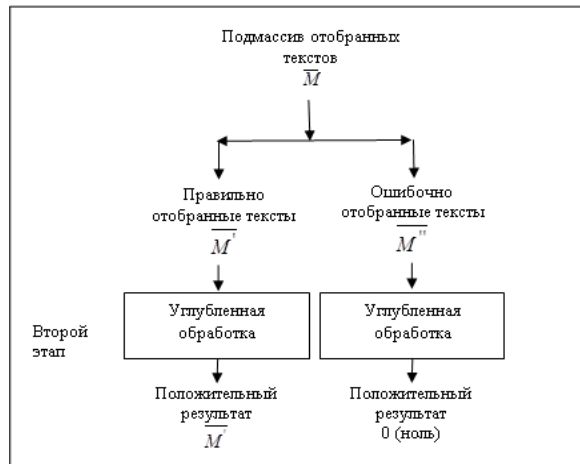 Подмассив отобранных
текстов
M̅
Правильно
отобранные тексты
M̅'
Ошибочно
отобранные тексты
M̅''
Второй
этап
Углубленная
обработка
Углубленная
обработка
Положительный
результат
M̅'
Положительный
результат
0 (ноль)